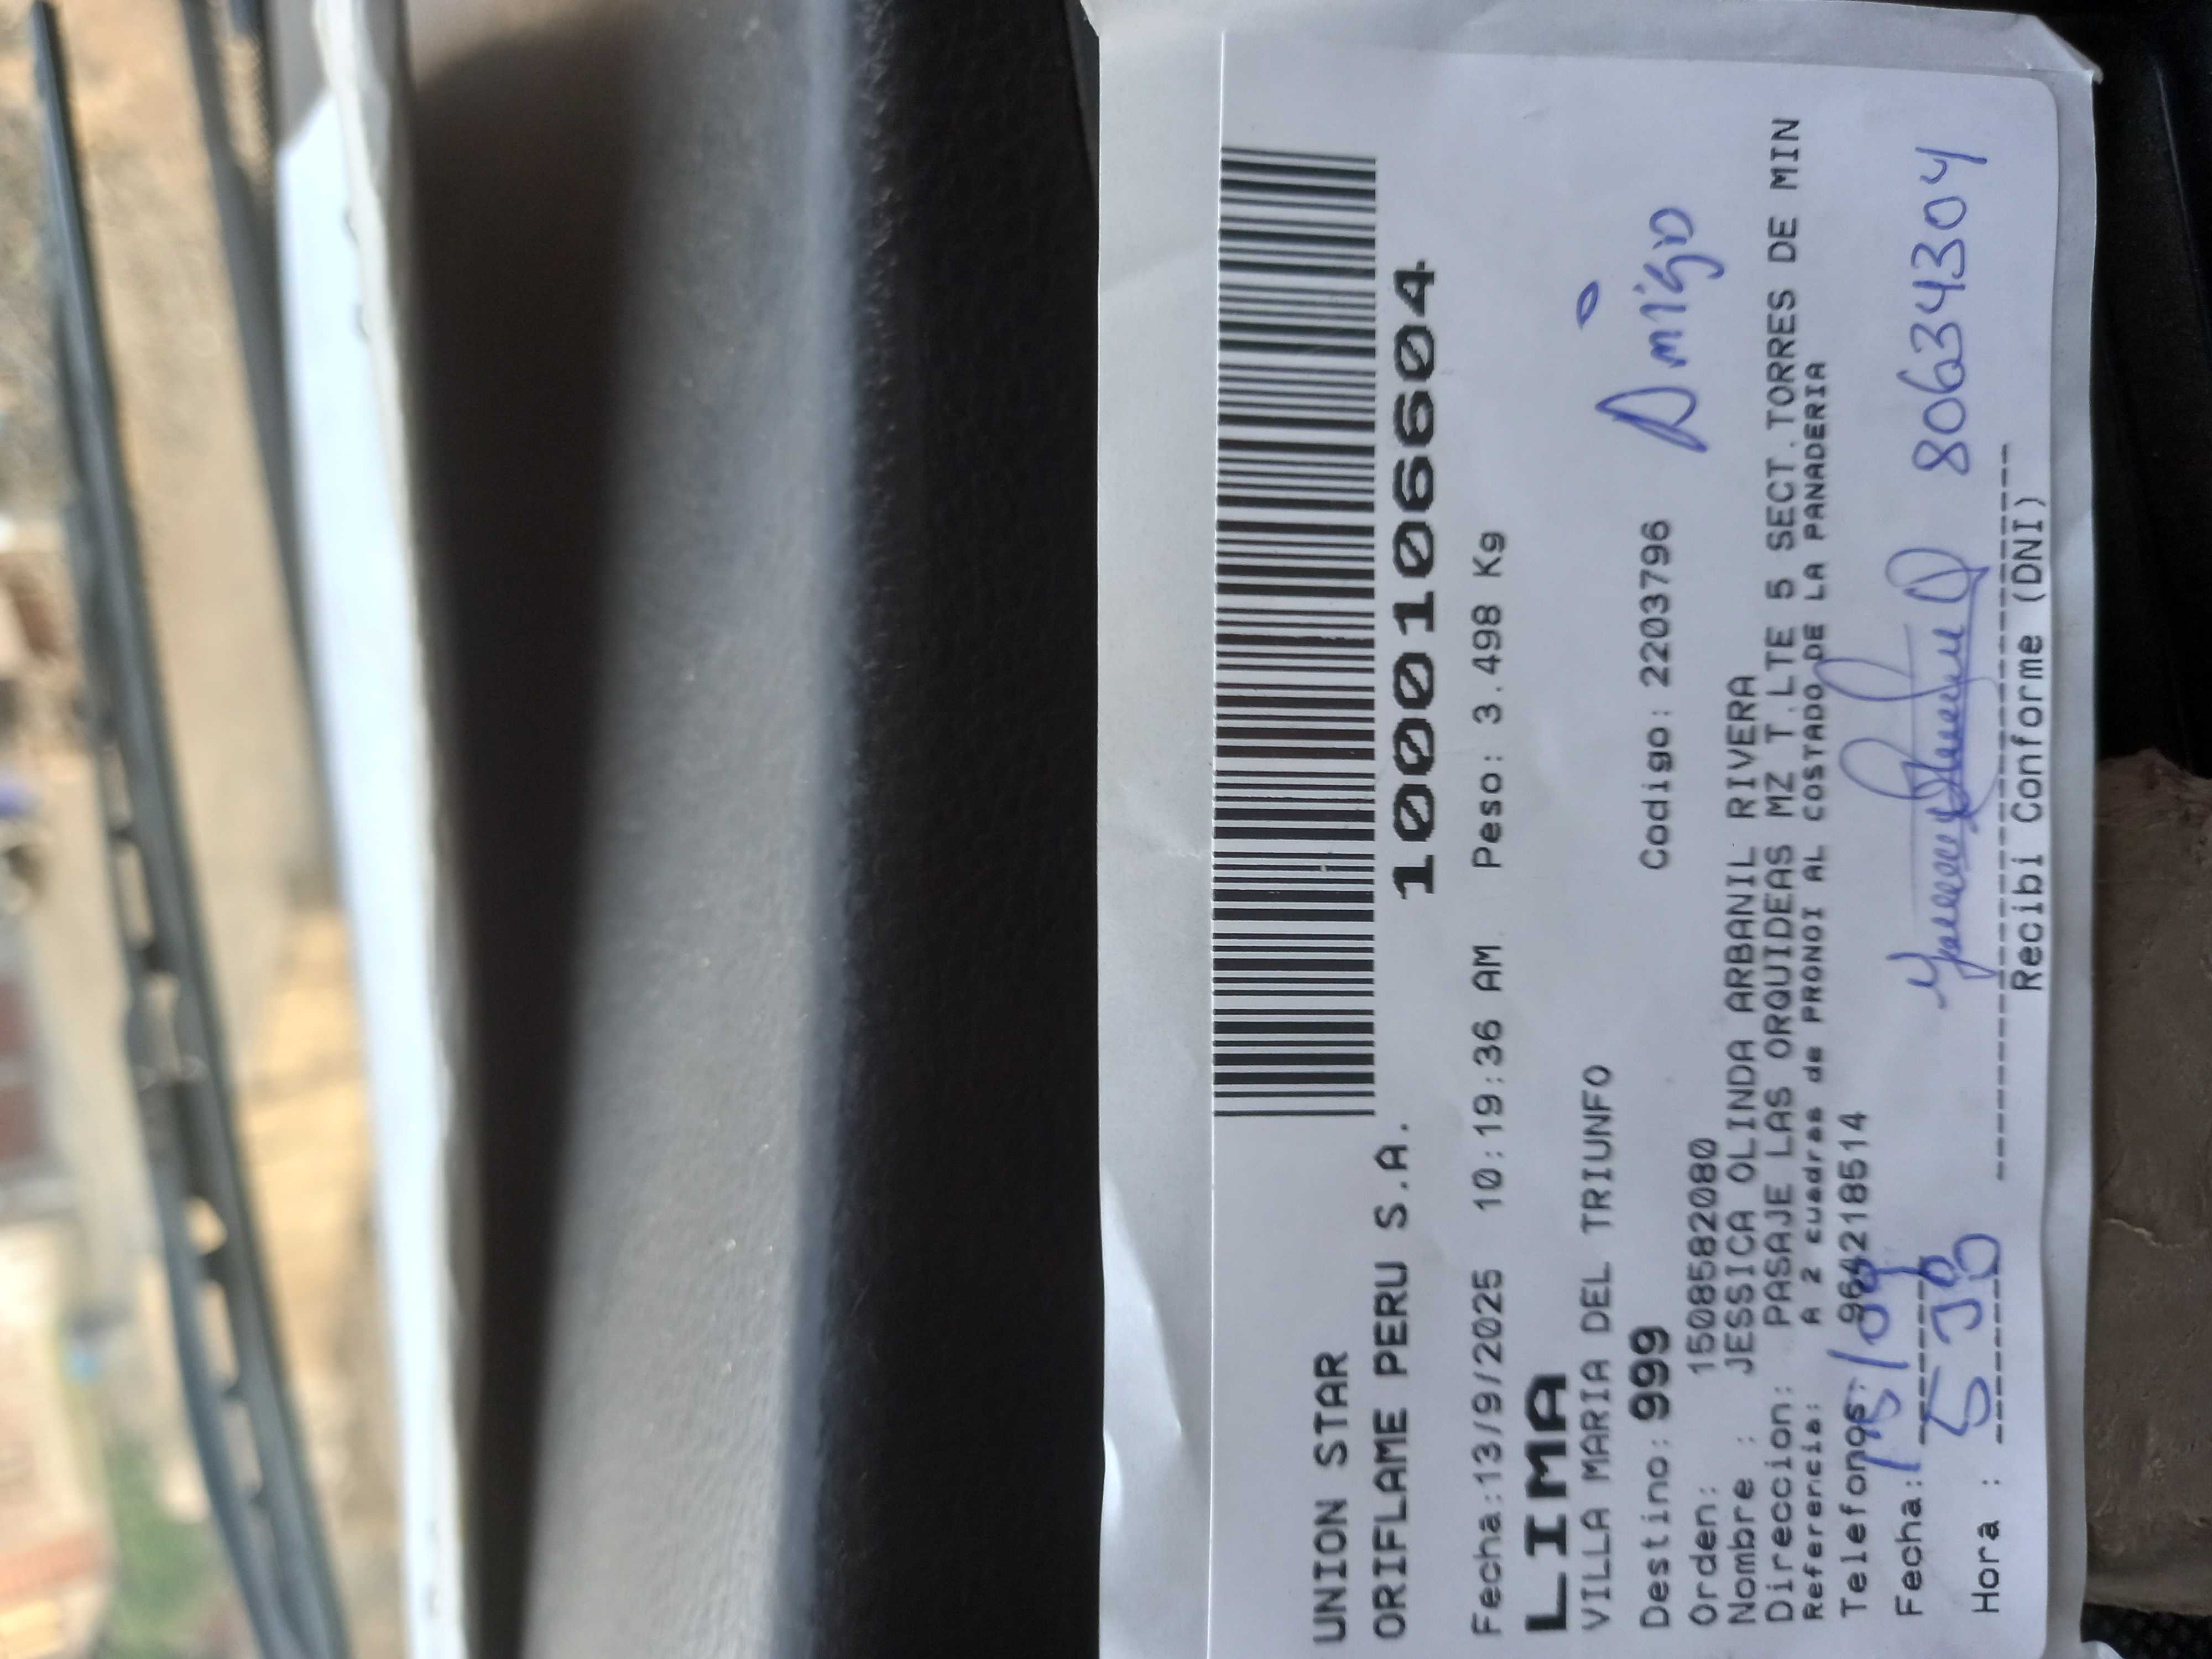 UNION STAR
ORIFLAME PERU S.A.
1000106604
Fecha:13/9/2025 10:19:36 AM Peso: 3.498 Kg
LIMA
VILLA MARIA DEL TRIUNFO
Destino: 999 Codigo: 2203796
Amigo
Orden: 1508582080
Nombre : JESSICA OLINDA ARBANIL RIVERA
Direccion: PASAJE LAS ORQUIDEAS MZ T.LTE 5 SECT.TORRES DE MIN
Referencia: A 2 cuadras de PRONOI AL COSTADO DE LA PANADERIA
Telefonos: 964218514
Fecha: 15/09
80634304
Hora : 530
Recibi Conforme (DNI)